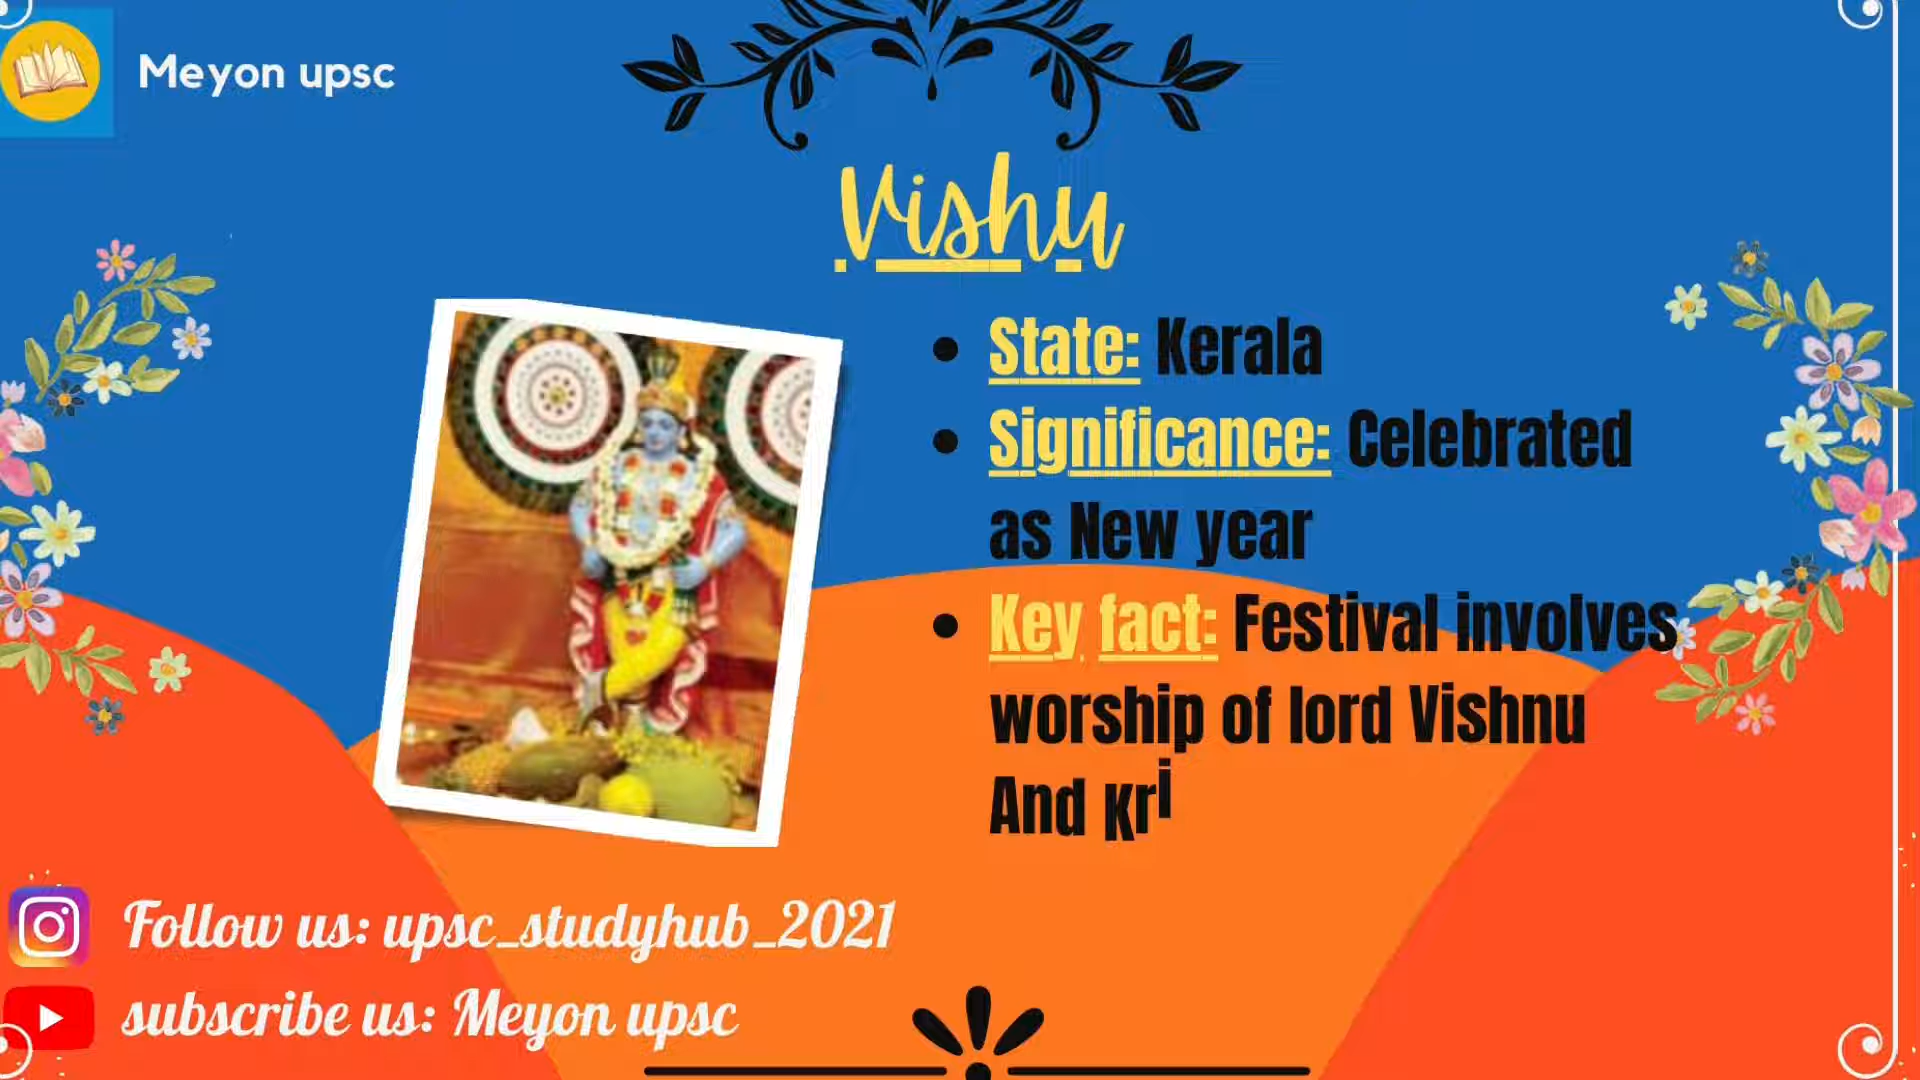 Meyon upsc
Vishu
State: Kerala
Significance: Celebrated
as New year
Key fact: Festival involves
worship of lord Vishnu
And Kri
Follow us: upsc_studyhub_2021
subscribe us: Meyon upsc